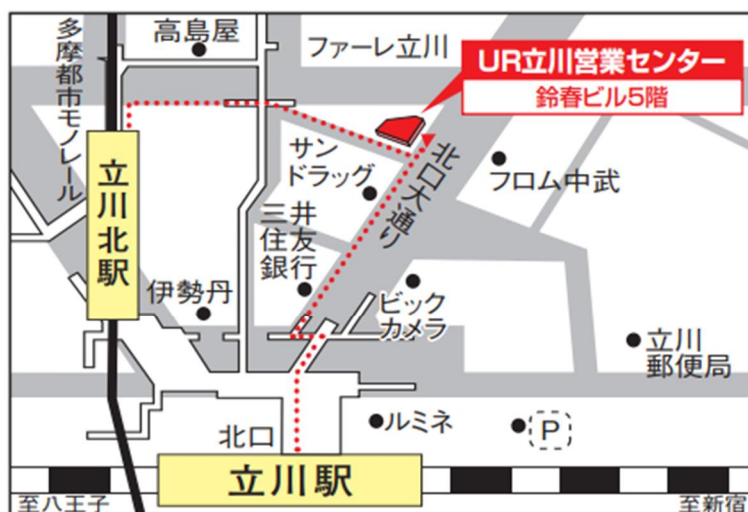 多摩都市モノレール
高島屋
ファーレ立川
UR立川営業センター
鈴春ビル5階
立川北駅
サン
ドラッグ
北口大通り
フロム中武
三井
住友
銀行
伊勢丹
ビック
カメラ
立川
郵便局
北口
ルミネ
P
立川駅
至八王子
至新宿